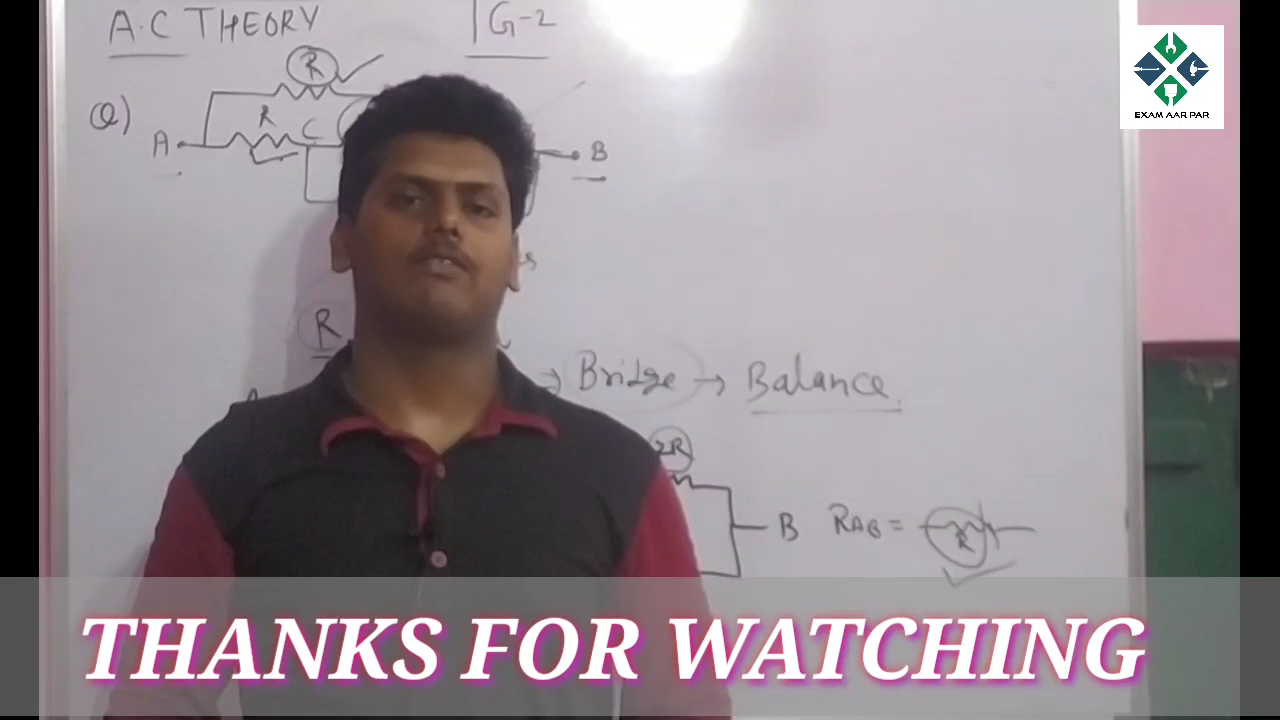 A.C THEORY
G-2
R
EXAM AAR PAR
Q)
R
A
C
B
R
→ Bridge → Balance
2R
B RAB = R
THANKS FOR WATCHING